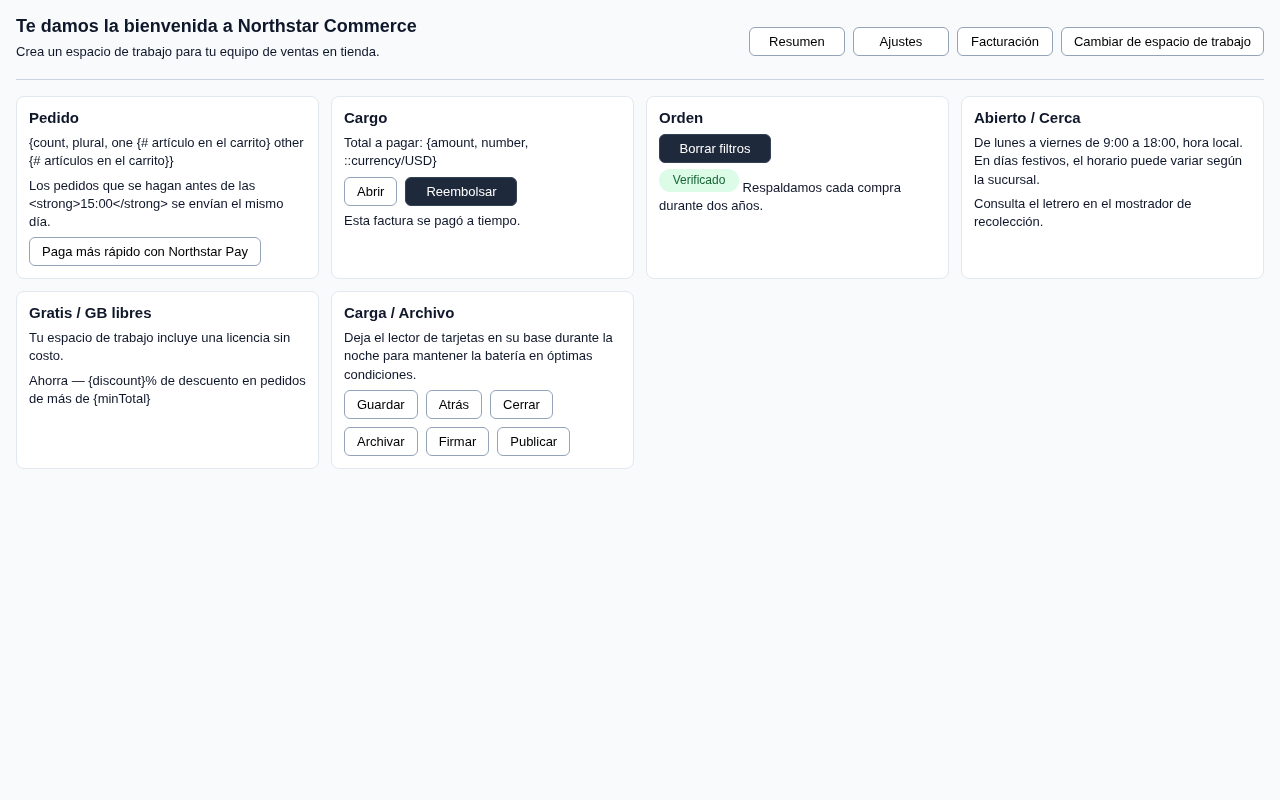 Te damos la bienvenida a Northstar Commerce
Crea un espacio de trabajo para tu equipo de ventas en tienda.
Resumen
Ajustes
Facturación
Cambiar de espacio de trabajo
Pedido
{count, plural, one {# artículo en el carrito} other
{# artículos en el carrito}}
Los pedidos que se hagan antes de las
<strong>15:00</strong> se envían el mismo
día.
Paga más rápido con Northstar Pay
Cargo
Total a pagar: {amount, number,
::currency/USD}
Abrir
Reembolsar
Esta factura se pagó a tiempo.
Orden
Borrar filtros
Verificado Respaldamos cada compra
durante dos años.
Abierto / Cerca
De lunes a viernes de 9:00 a 18:00, hora local.
En días festivos, el horario puede variar según
la sucursal.
Consulta el letrero en el mostrador de
recolección.
Gratis / GB libres
Tu espacio de trabajo incluye una licencia sin
costo.
Ahorra — {discount}% de descuento en pedidos
de más de {minTotal}
Carga / Archivo
Deja el lector de tarjetas en su base durante la
noche para mantener la batería en óptimas
condiciones.
Guardar
Atrás
Cerrar
Archivar
Firmar
Publicar